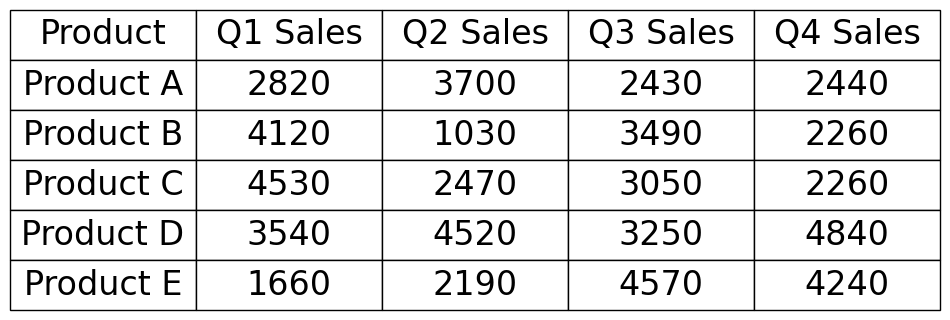 Product Q1 Sales Q2 Sales Q3 Sales Q4 Sales
Product A 2820 3700 2430 2440
Product B 4120 1030 3490 2260
Product C 4530 2470 3050 2260
Product D 3540 4520 3250 4840
Product E 1660 2190 4570 4240